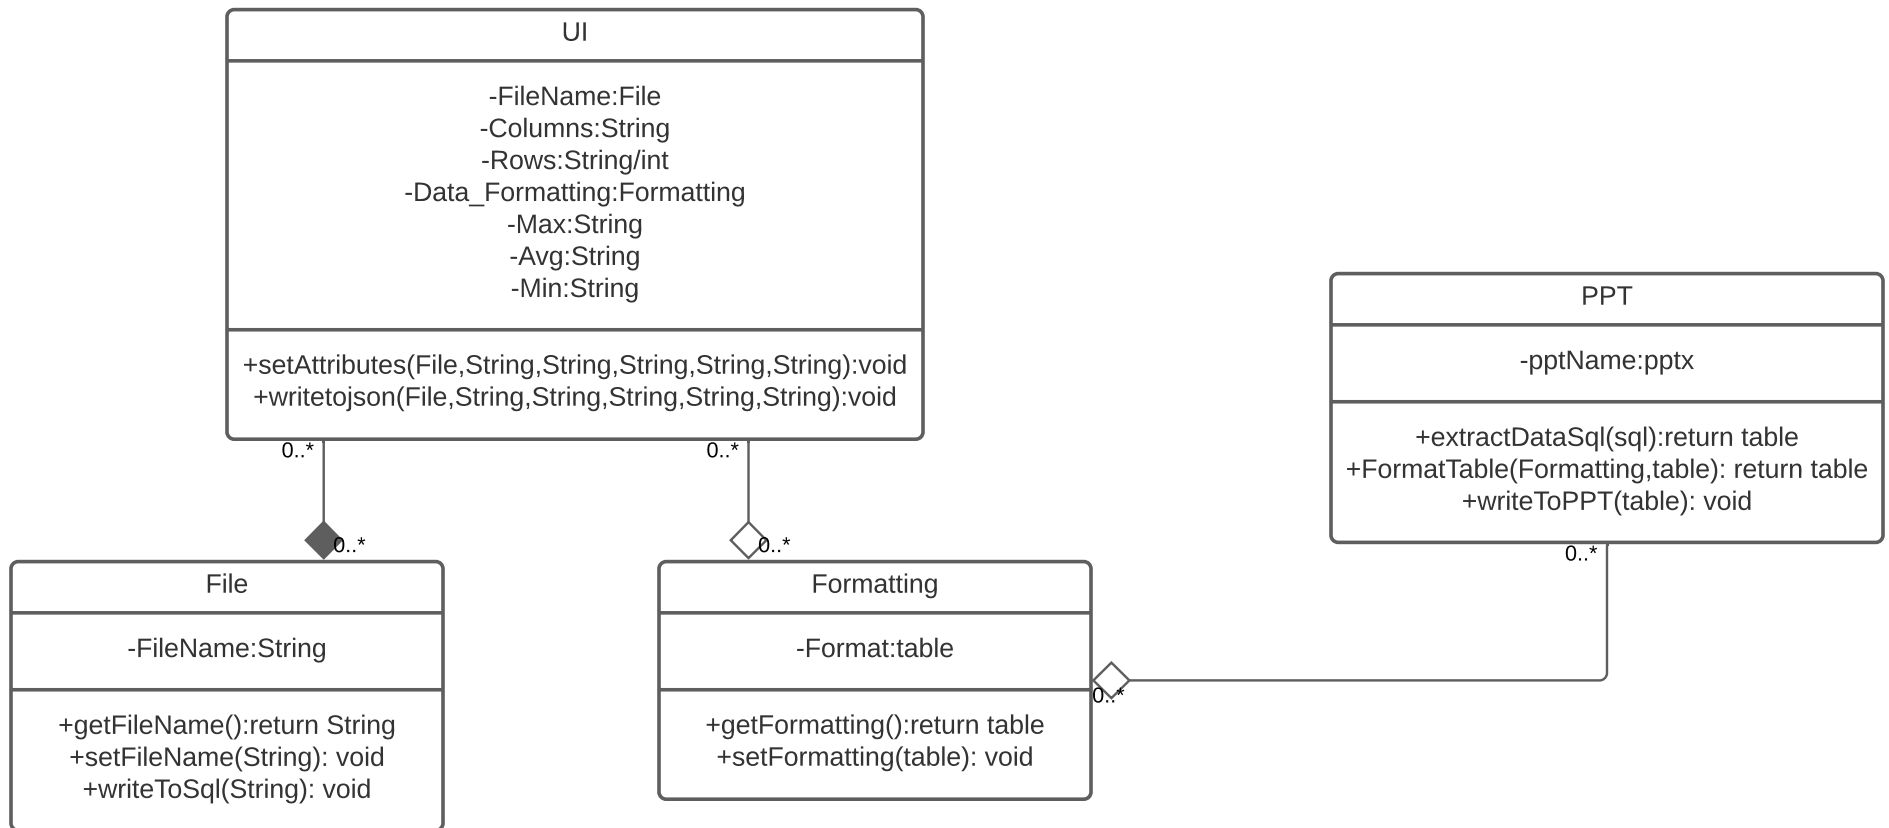 UI
-FileName:File
-Columns:String
-Rows:String/int
-Data_Formatting:Formatting
-Max:String
-Avg:String
-Min:String
+setAttributes(File,String,String,String,String,String):void
+writetojson(File,String,String,String,String,String):void
0..*
0..*
0..*
0..*
PPT
-pptName:pptx
+extractDataSql(sql):return table
+FormatTable(Formatting,table): return table
+writeToPPT(table): void
0..*
0..*
File
-FileName:String
+getFileName():return String
+setFileName(String): void
+writeToSql(String): void
Formatting
-Format:table
+getFormatting():return table
+setFormatting(table): void